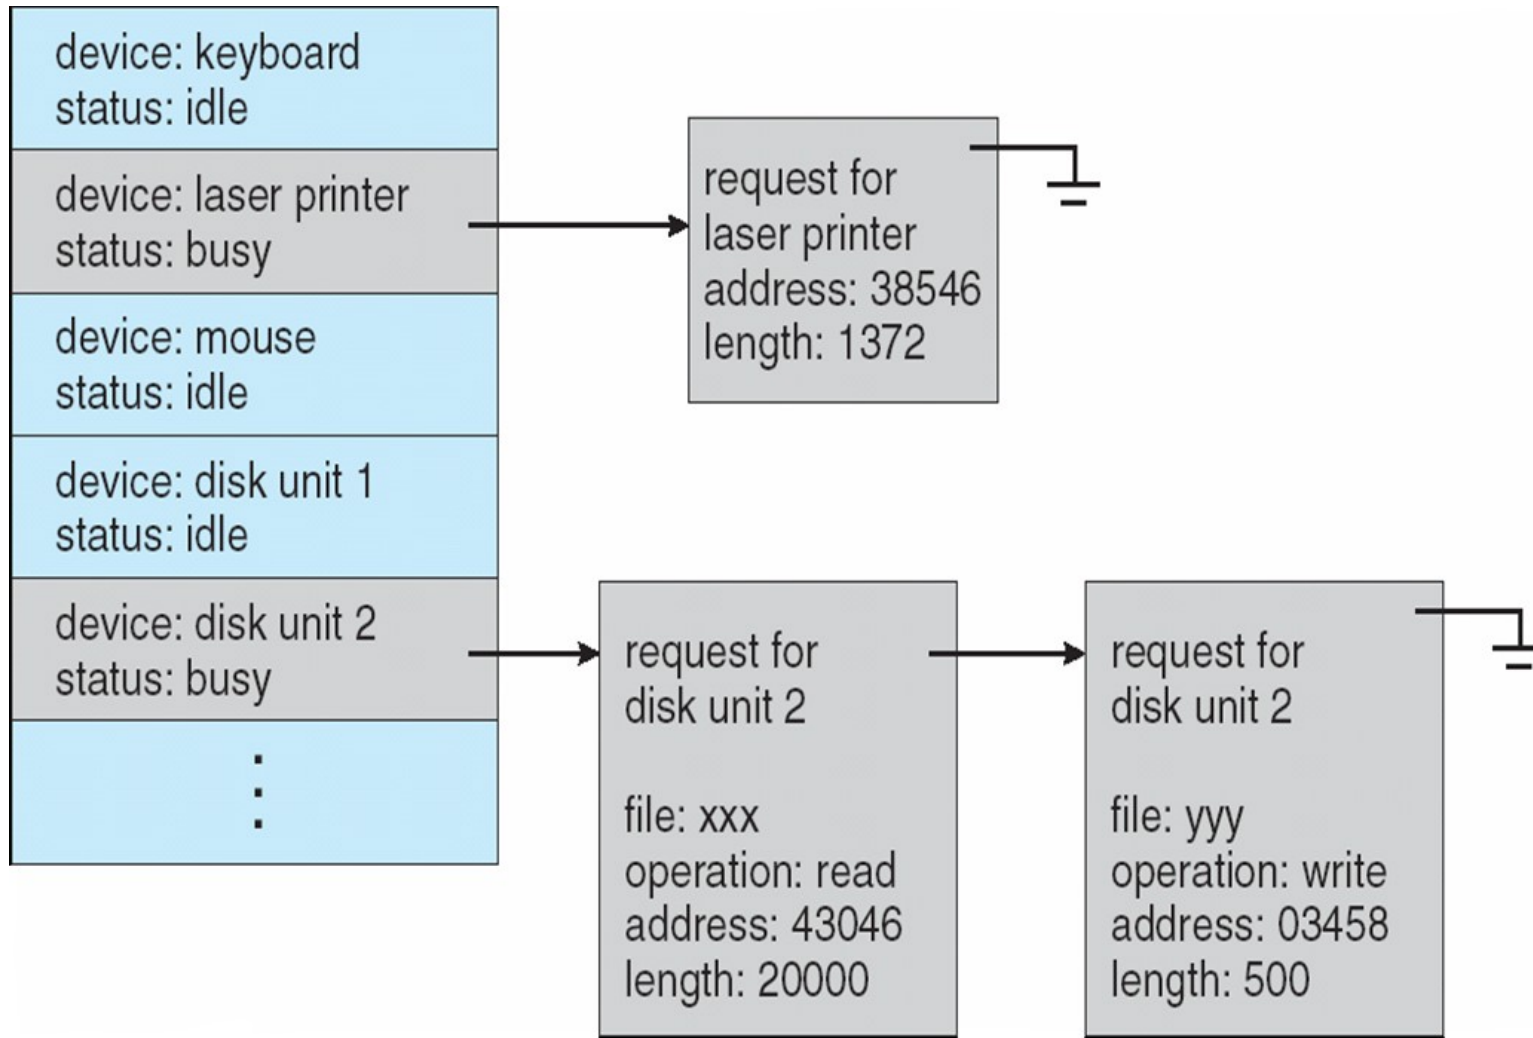 device: keyboard
status: idle
device: laser printer
status: busy
device: mouse
status: idle
device: disk unit 1
status: idle
device: disk unit 2
status: busy
request for
laser printer
address: 38546
length: 1372
request for
disk unit 2
file: xxx
operation: read
address: 43046
length: 20000
request for
disk unit 2
file: yyy
operation: write
address: 03458
length: 500